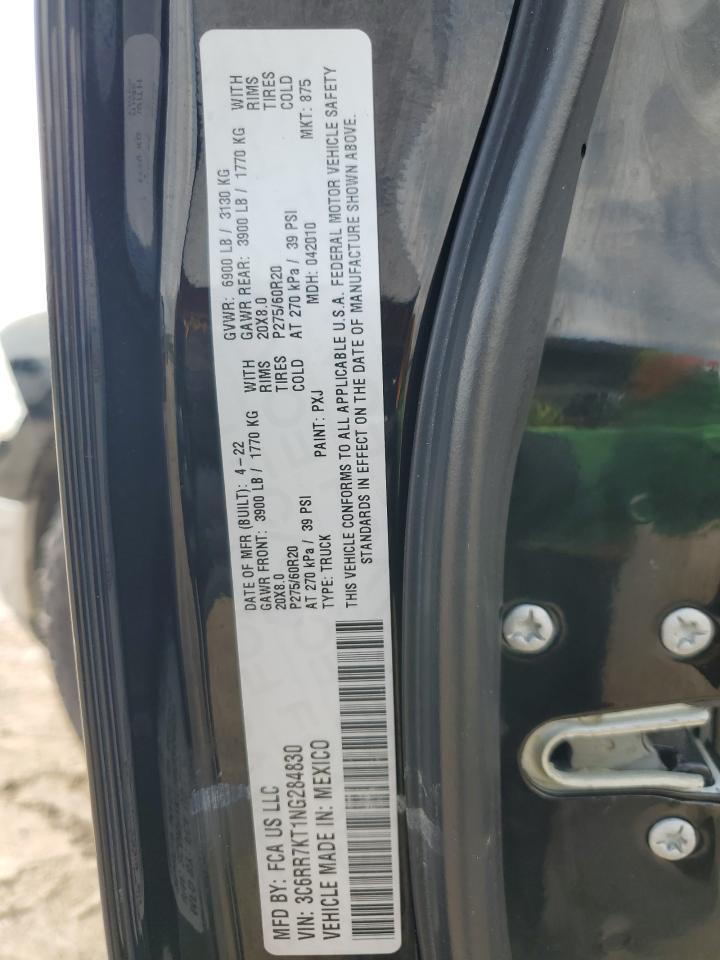 MFD BY: FCA US LLC
VIN: 3C6RR7KT1NG284830
VEHICLE MADE IN: MEXICO
DATE OF MFR (BUILT): 4-22
GAWR FRONT: 3900 LB / 1770 KG WITH
20X8.0 RIMS
P275/60R20 TIRES
AT 270 kPa / 39 PSI COLD
TYPE: TRUCK PAINT: PXJ
GVWR: 6900 LB / 3130 KG
GAWR REAR: 3900 LB / 1770 KG WITH
20X8.0 RIMS
P275/60R20 TIRES
AT 270 kPa / 39 PSI COLD
MDH: 042010 MKT: 875
THIS VEHICLE CONFORMS TO ALL APPLICABLE U.S.A. FEDERAL MOTOR VEHICLE SAFETY
STANDARDS IN EFFECT ON THE DATE OF MANUFACTURE SHOWN ABOVE.